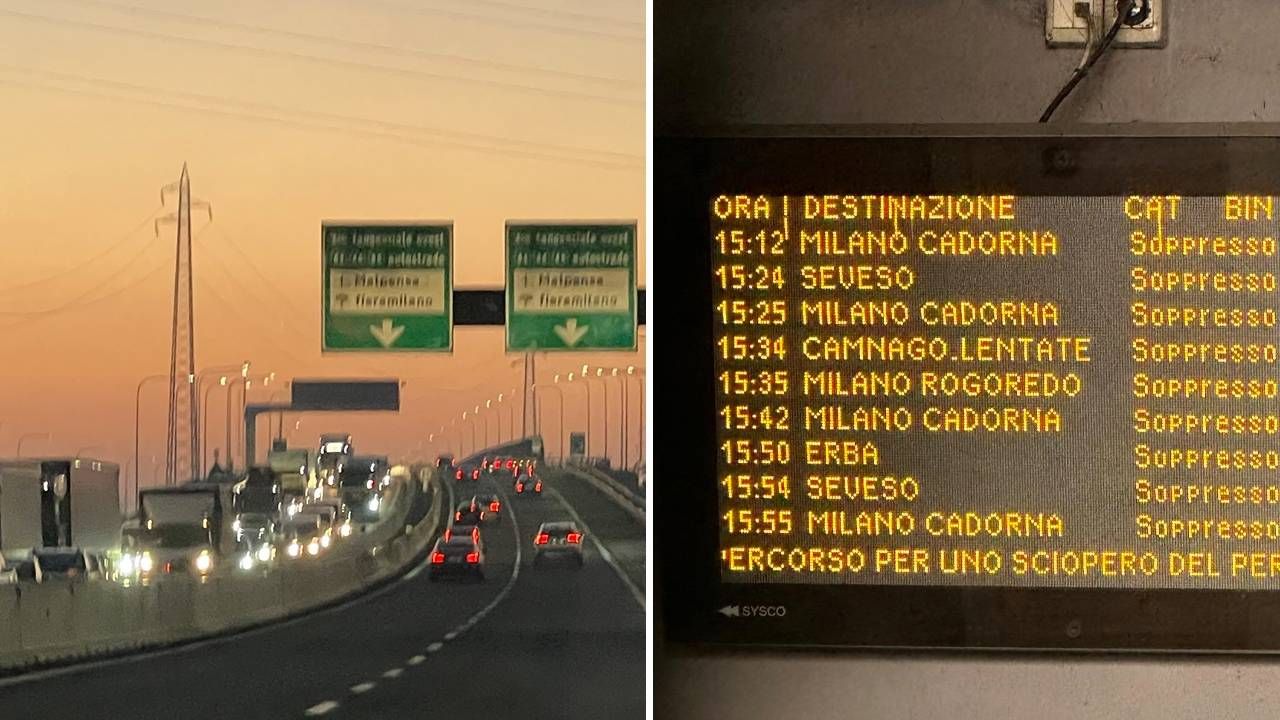 Malpensa
fieramilano
Malpensa
fieramilano
ORA DESTINAZIONE CAT BIN
15:12 MILANO CADORNA Soppresso
15:24 SEVESO Soppresso
15:25 MILANO CADORNA Soppresso
15:34 CAMNAGO.LENTATE Soppresso
15:35 MILANO ROGOREDO Soppresso
15:42 MILANO CADORNA Soppresso
15:50 ERBA Soppresso
15:54 SEVESO Soppresso
15:55 MILANO CADORNA Soppresso
ERCORSO PER UNO SCIOPERO DEL PER
SYSCO